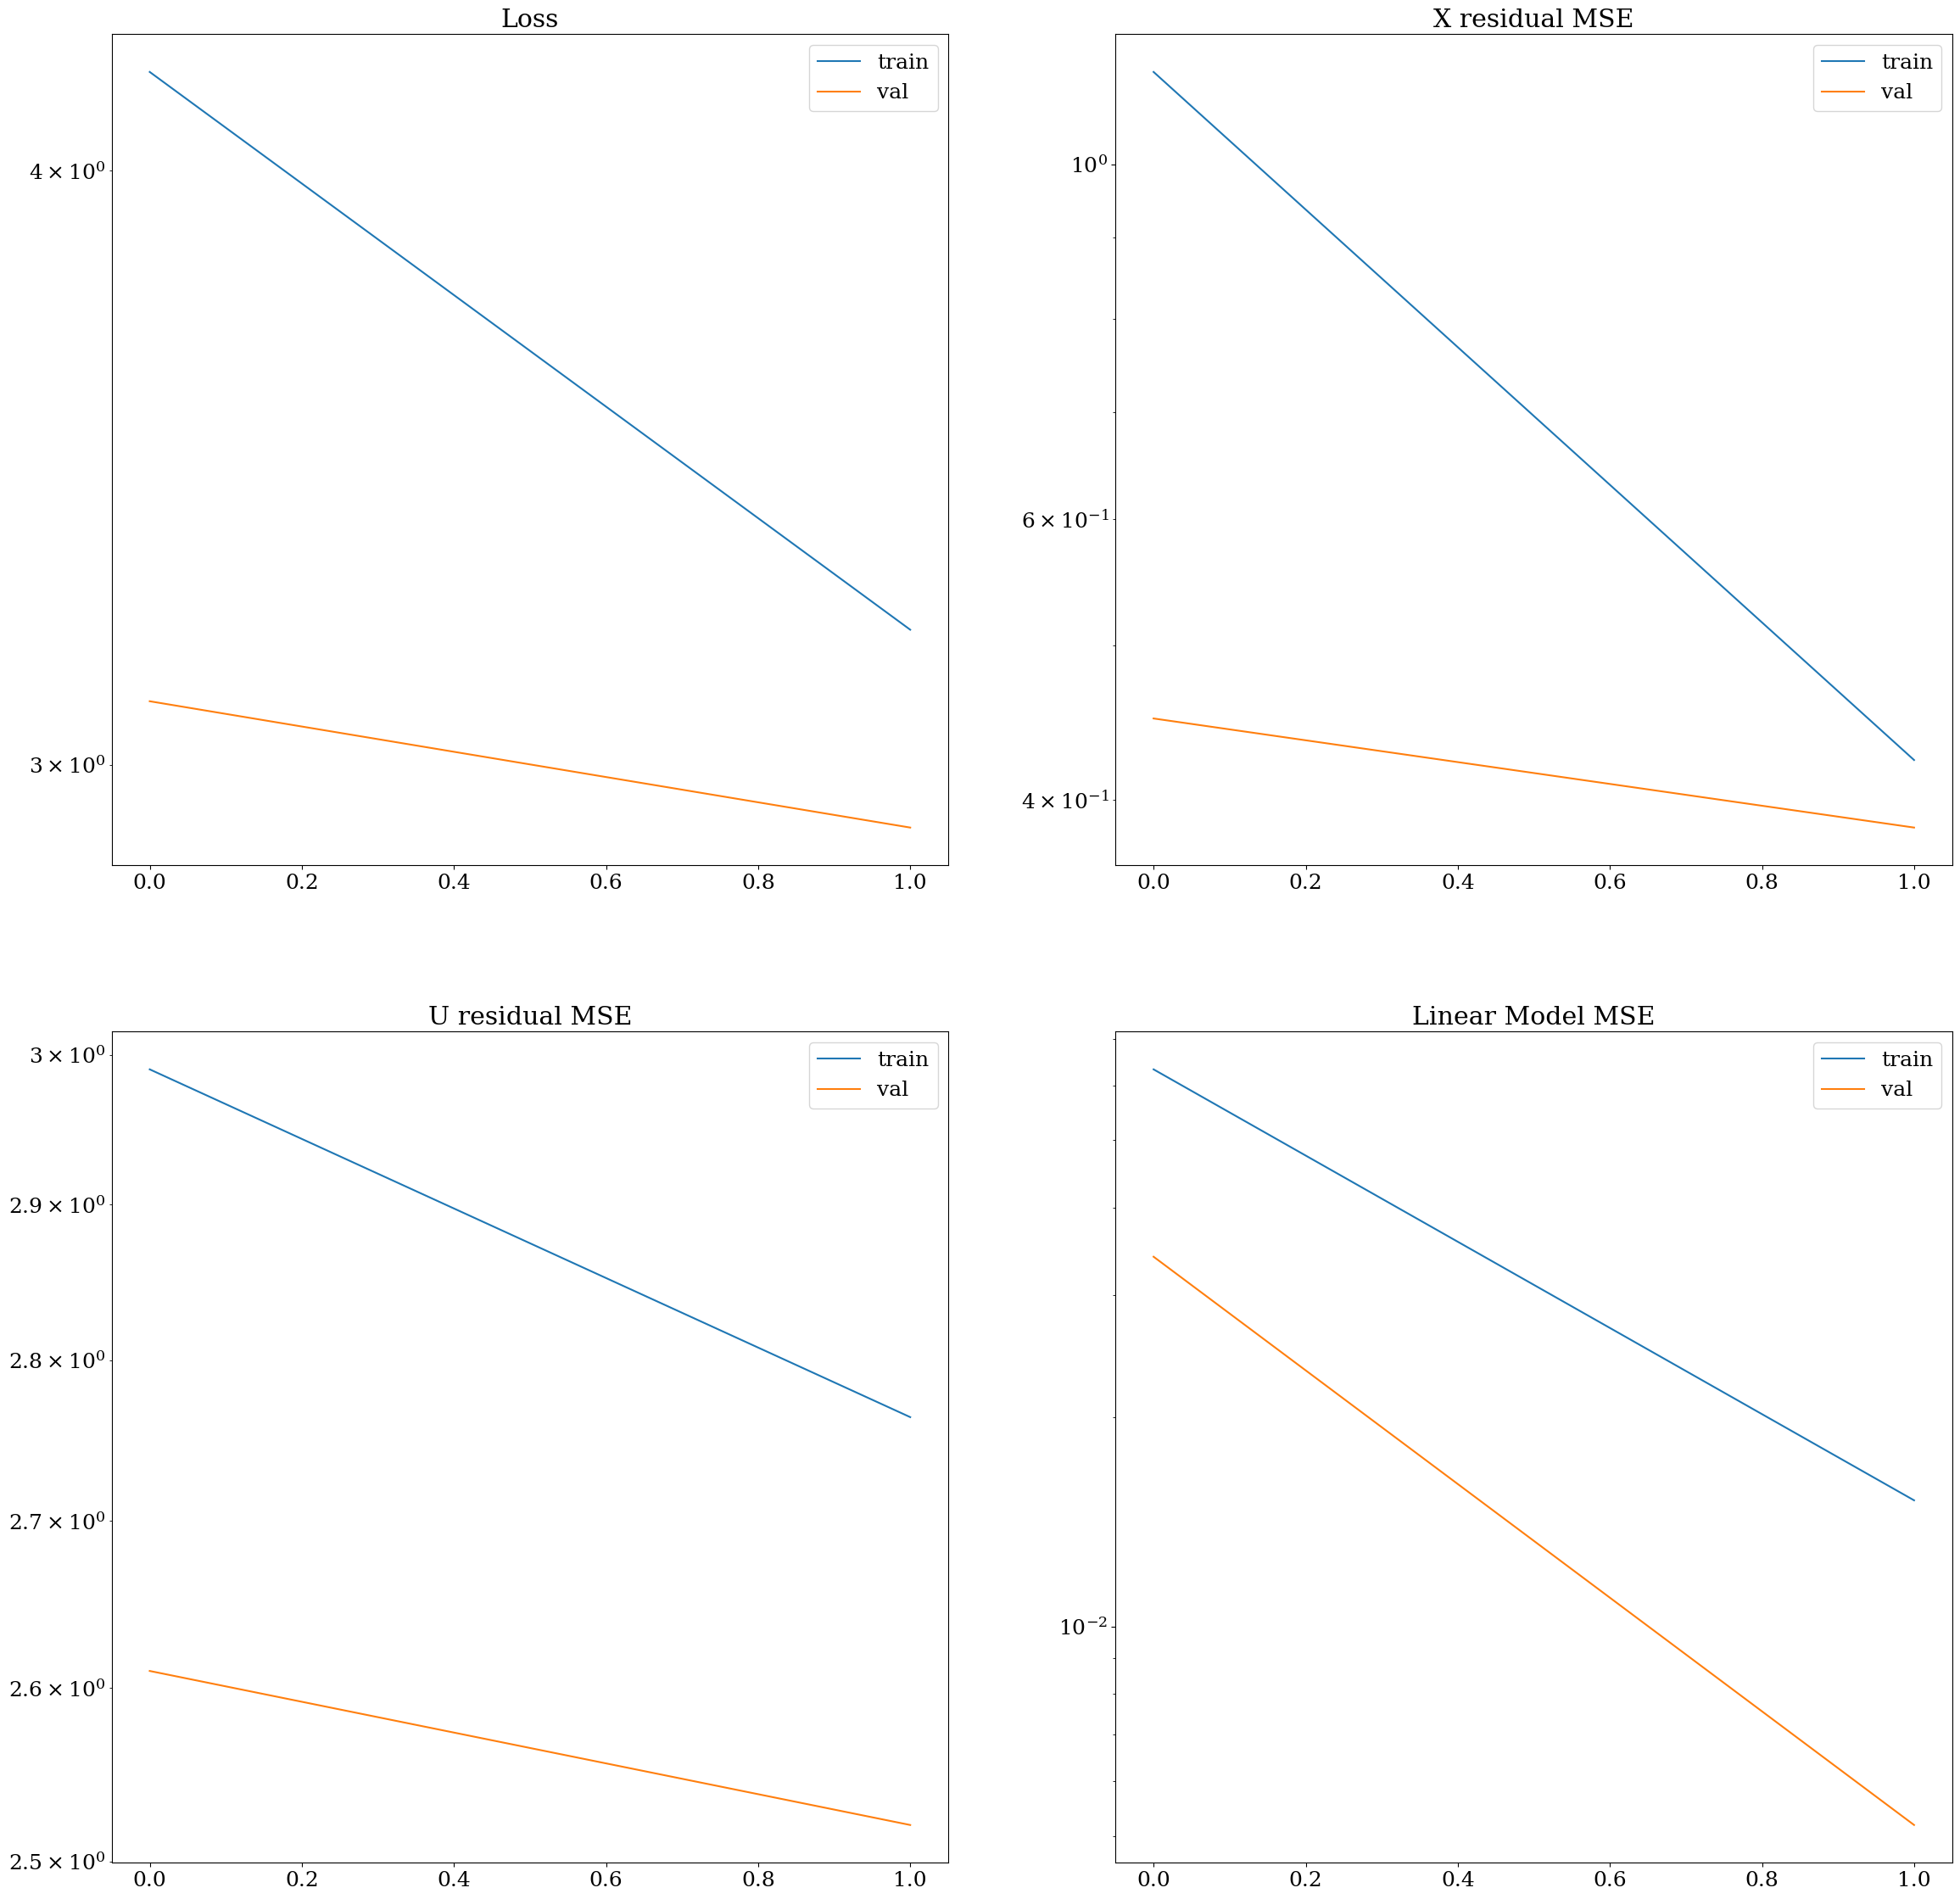 Loss
train
val
4 × 10⁰
3 × 10⁰
0.0 0.2 0.4 0.6 0.8 1.0
X residual MSE
train
val
10⁰
6 × 10⁻¹
4 × 10⁻¹
0.0 0.2 0.4 0.6 0.8 1.0
U residual MSE
train
val
3 × 10⁰
2.9 × 10⁰
2.8 × 10⁰
2.7 × 10⁰
2.6 × 10⁰
2.5 × 10⁰
0.0 0.2 0.4 0.6 0.8 1.0
Linear Model MSE
train
val
10⁻²
0.0 0.2 0.4 0.6 0.8 1.0